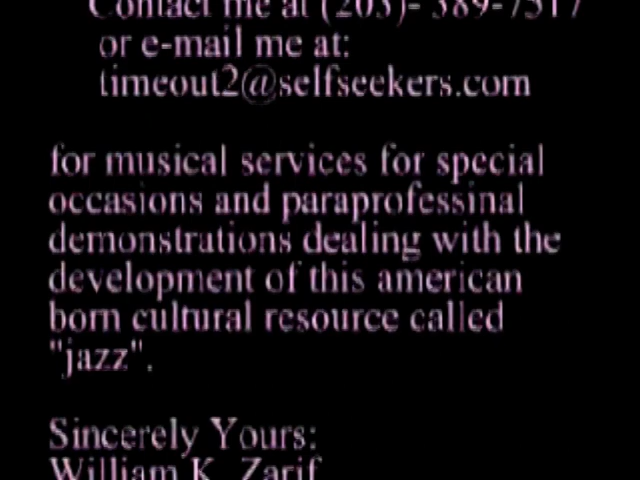 Contact me at (203)- 389-7517
or e-mail me at:
timeout2@selfseekers.com
for musical services for special
occasions and paraprofessinal
demonstrations dealing with the
development of this american
born cultural resource called
"jazz".
Sincerely Yours:
William K. Zarif